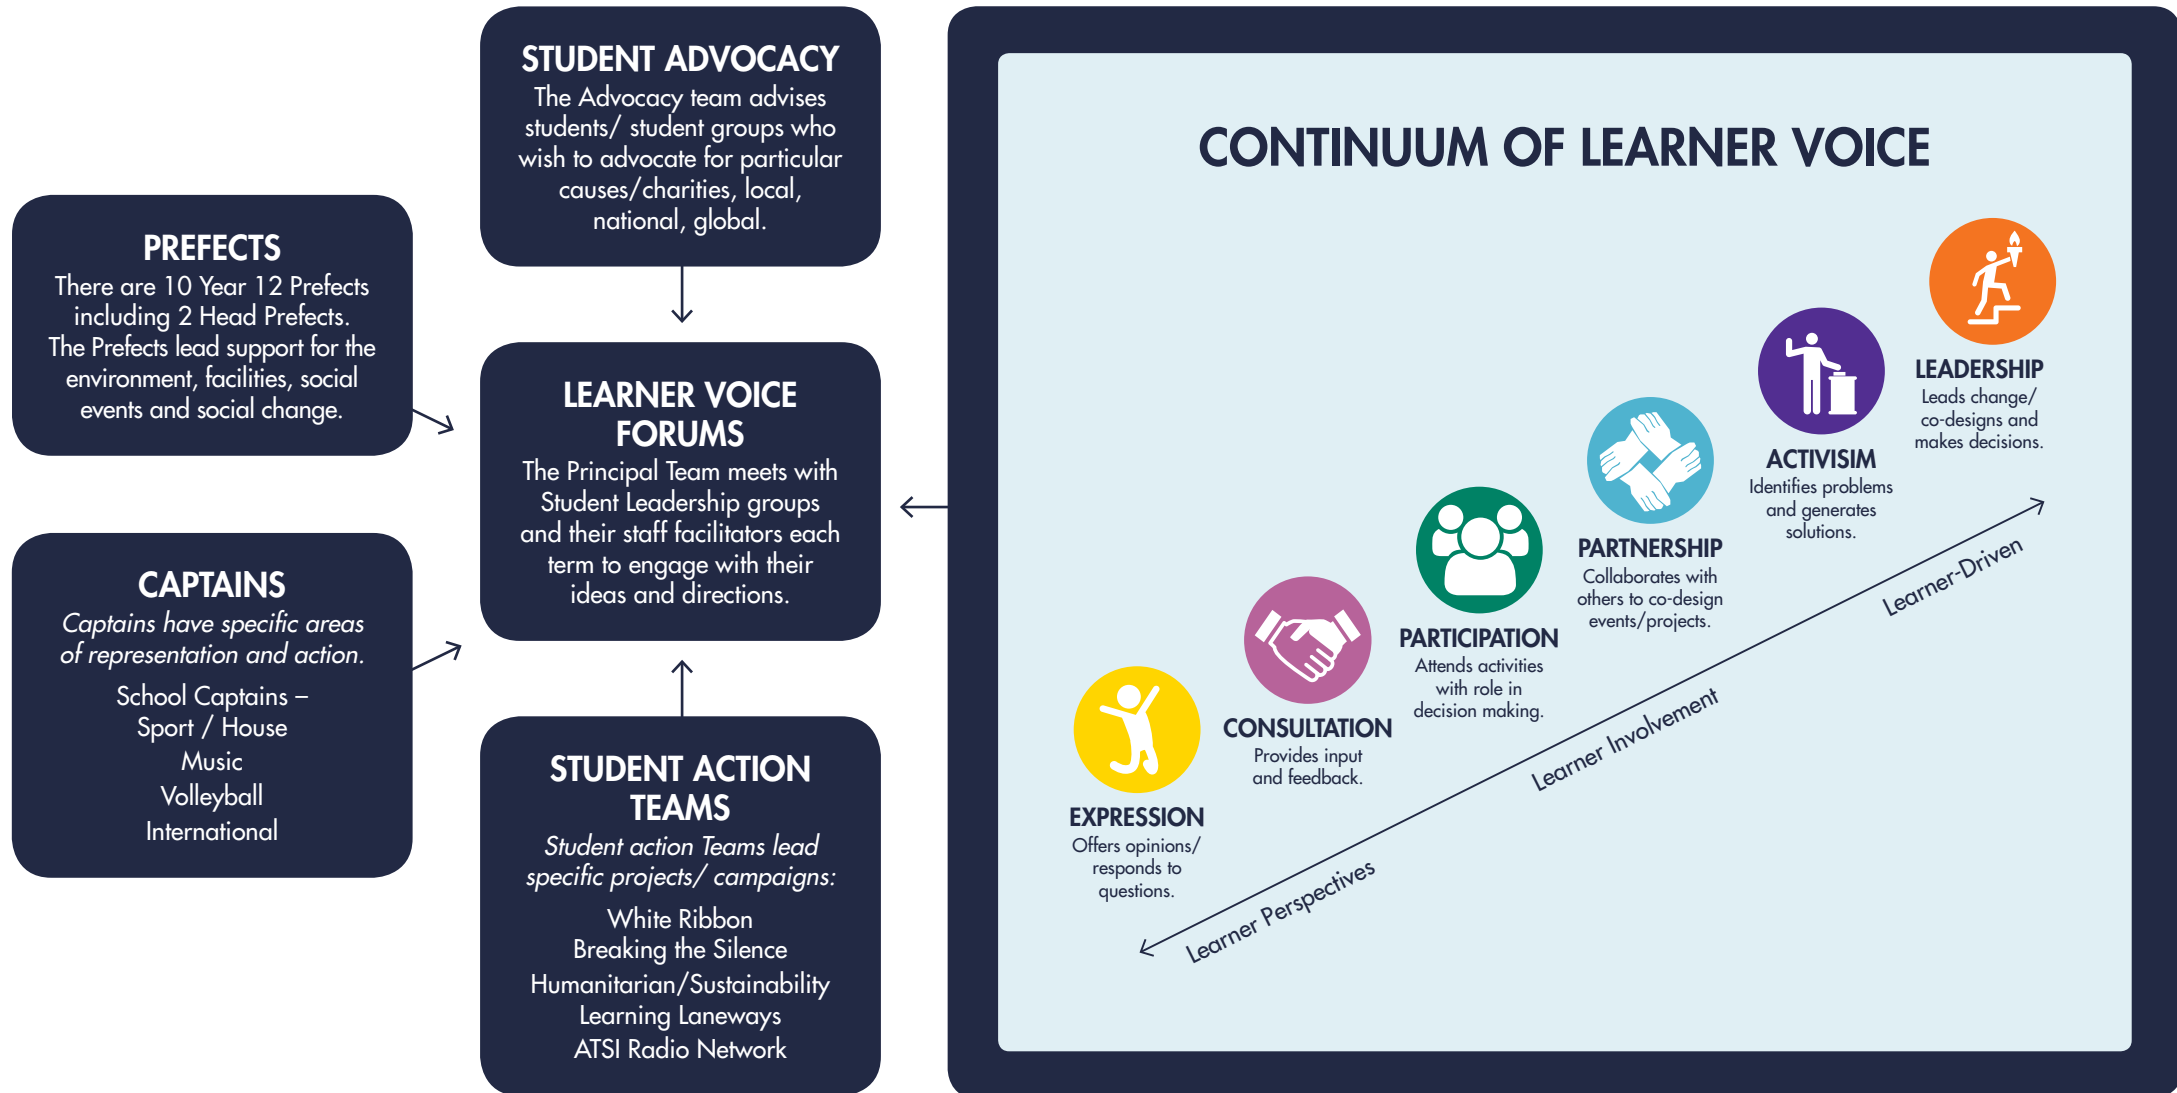 STUDENT ADVOCACY
The Advocacy team advises
students/ student groups who
wish to advocate for particular
causes/charities, local,
national, global.
PREFECTS
There are 10 Year 12 Prefects
including 2 Head Prefects.
The Prefects lead support for the
environment, facilities, social
events and social change.
LEARNER VOICE
FORUMS
The Principal Team meets with
Student Leadership groups
and their staff facilitators each
term to engage with their
ideas and directions.
CAPTAINS
Captains have specific areas
of representation and action.
School Captains –
Sport / House
Music
Volleyball
International
STUDENT ACTION
TEAMS
Student action Teams lead
specific projects/ campaigns:
White Ribbon
Breaking the Silence
Humanitarian/Sustainability
Learning Laneways
ATSI Radio Network
CONTINUUM OF LEARNER VOICE
EXPRESSION
Offers opinions/
responds to
questions.
CONSULTATION
Provides input
and feedback.
PARTICIPATION
Attends activities
with role in
decision making.
PARTNERSHIP
Collaborates with
others to co-design
events/projects.
ACTIVISIM
Identifies problems
and generates
solutions.
LEADERSHIP
Leads change/
co-designs and
makes decisions.
Learner Perspectives
Learner Involvement
Learner-Driven